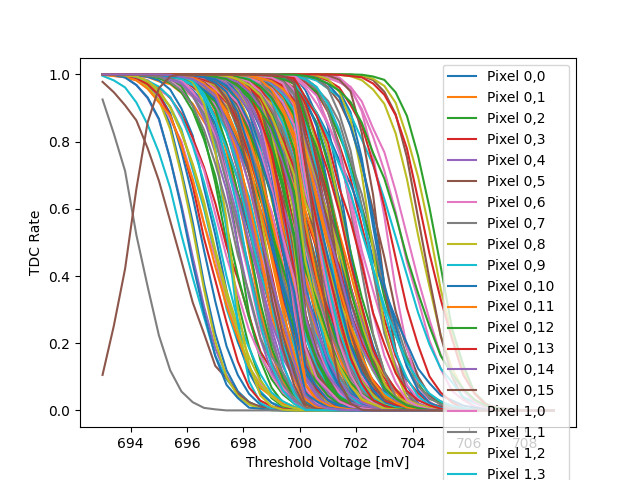 1.0
0.8
0.6
0.4
0.2
0.0
TDC Rate
694 696 698 700 702 704 706 708
Threshold Voltage [mV]
Pixel 0,0
Pixel 0,1
Pixel 0,2
Pixel 0,3
Pixel 0,4
Pixel 0,5
Pixel 0,6
Pixel 0,7
Pixel 0,8
Pixel 0,9
Pixel 0,10
Pixel 0,11
Pixel 0,12
Pixel 0,13
Pixel 0,14
Pixel 0,15
Pixel 1,0
Pixel 1,1
Pixel 1,2
Pixel 1,3